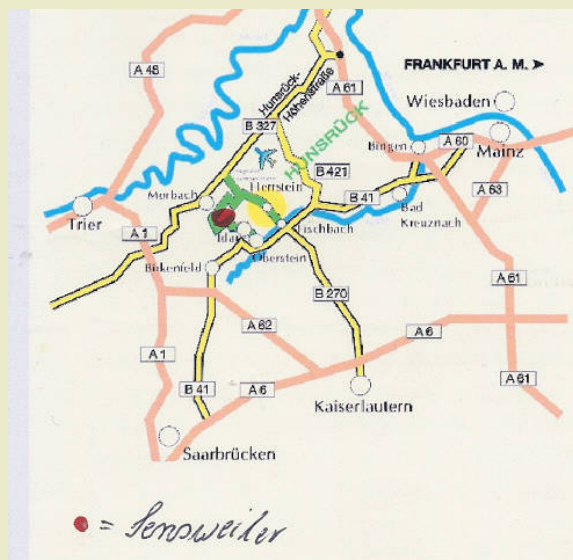 A 48
A 61
FRANKFURT A. M.
Wiesbaden
Hunsrück-
Höhenstraße
B 327
HUNSRÜCK
Bingen
A 60
Mainz
B 421
Morbach
Herrstein
B 41
A 63
Trier
Bad
Kreuznach
A 1
Idar
Fischbach
Oberstein
Birkenfeld
A 61
B 270
A 62
A 6
A 1
B 41
A 6
A 61
Kaiserlautern
Saarbrücken
= Sensweiler